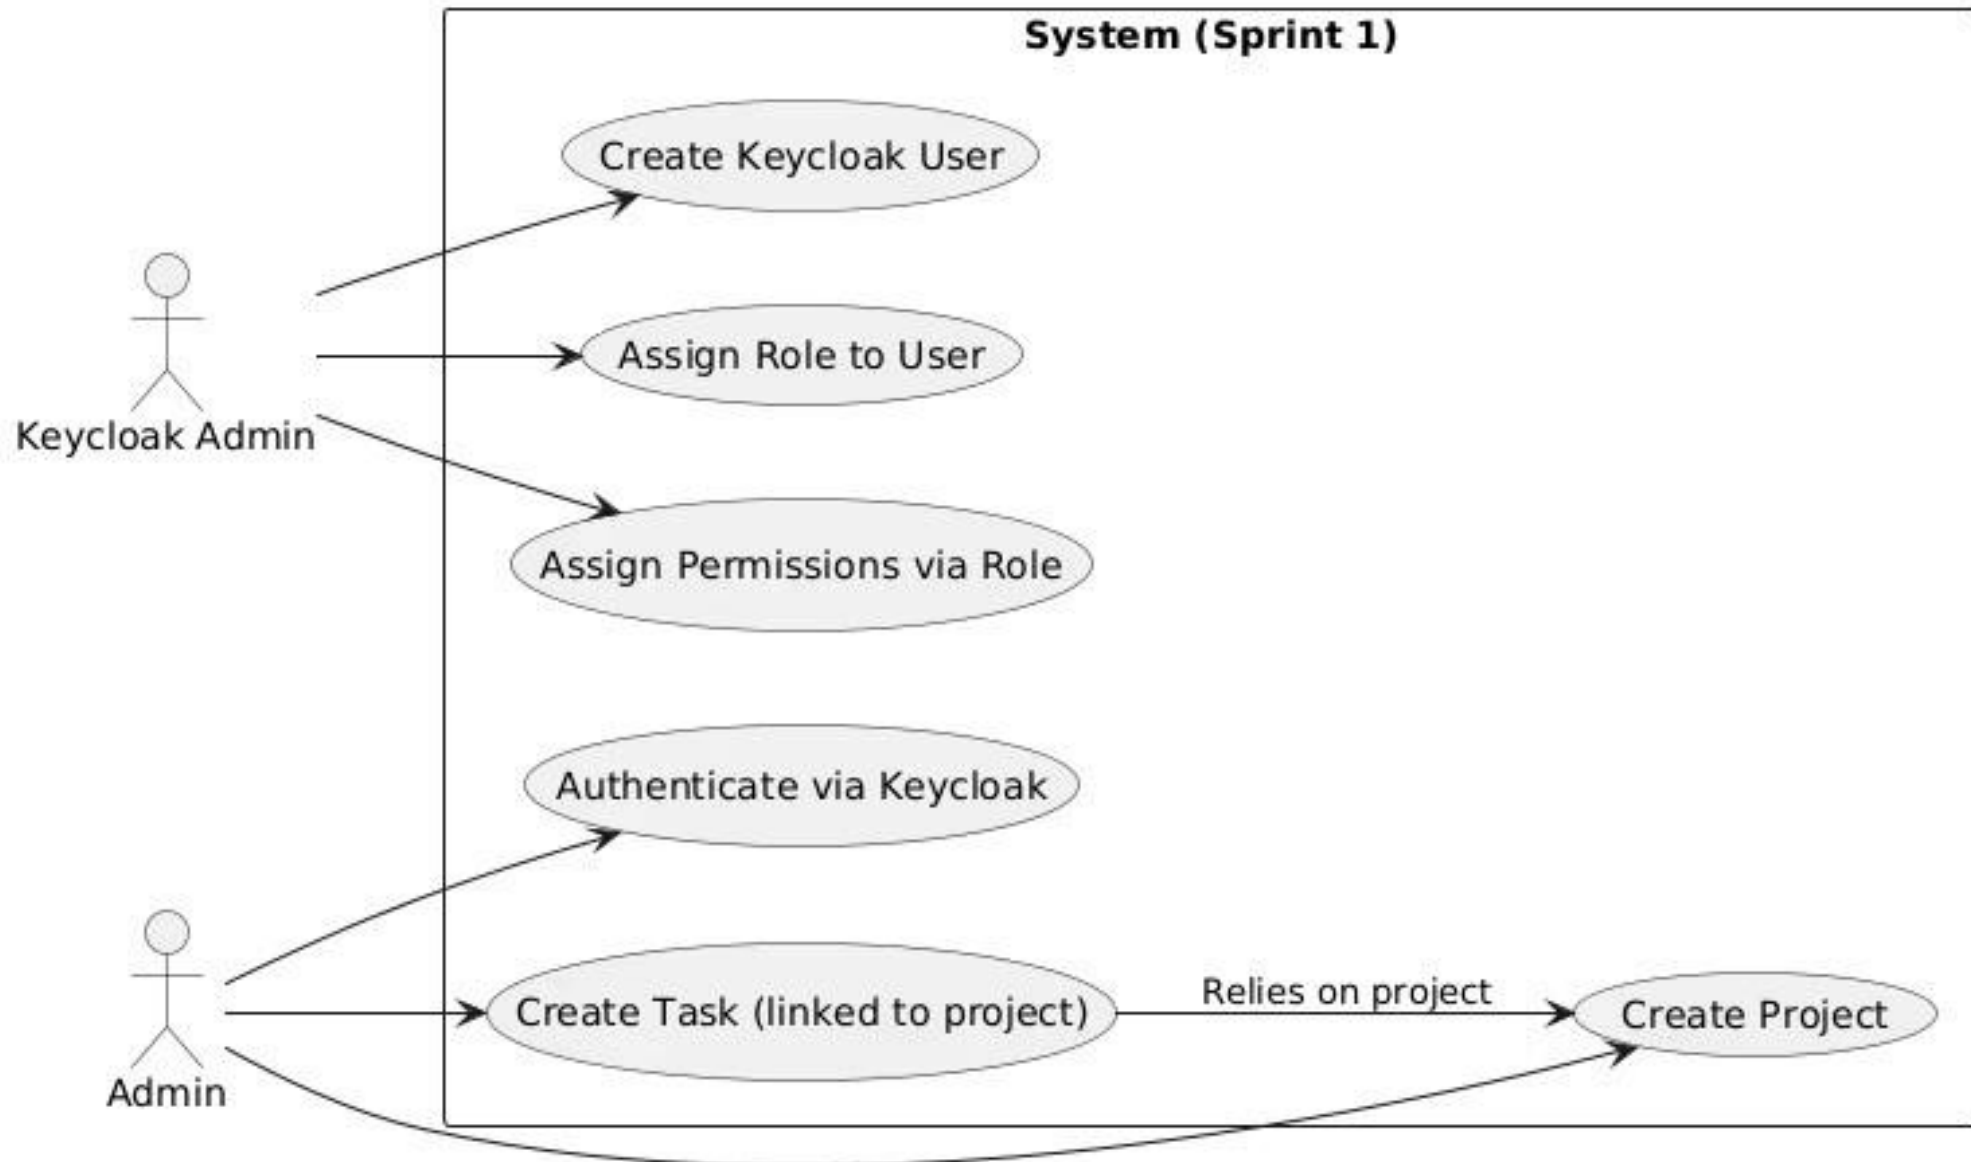 System (Sprint 1)
Create Keycloak User
Assign Role to User
Keycloak Admin
Assign Permissions via Role
Authenticate via Keycloak
Create Task (linked to project)
Relies on project
Create Project
Admin